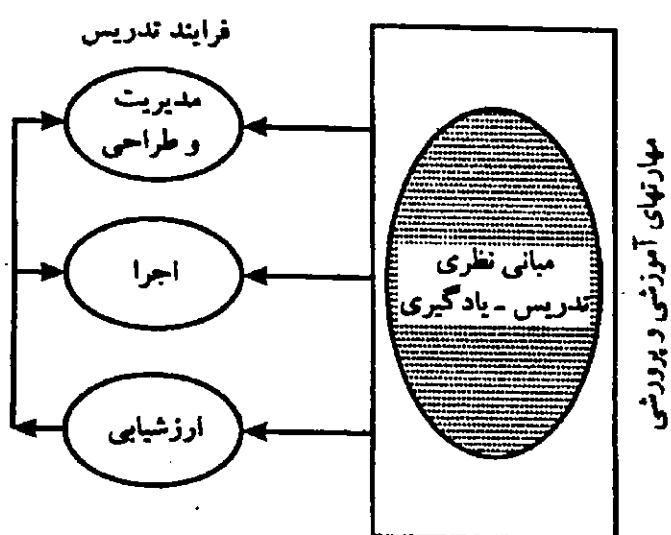 فرایند تدریس
مدیریت
و طراحی
اجرا
ارزشیابی
مبانی نظری
تدریس ـ یادگیری
مهارتهای آموزشی و پرورشی